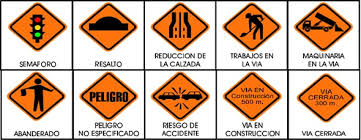 SEMAFORO
RESALTO
REDUCCION DE
LA CALZADA
TRABAJOS EN
LA VIA
MAQUINARIA
EN LA VIA
PELIGRO
VIA EN
Construcción
500 m.
VIA
CERRADA
300 m
ABANDERADO
PELIGRO
NO ESPECIFICADO
RIESGO DE
ACCIDENTE
VIA EN
CONSTRUCCION
VIA CERRADA